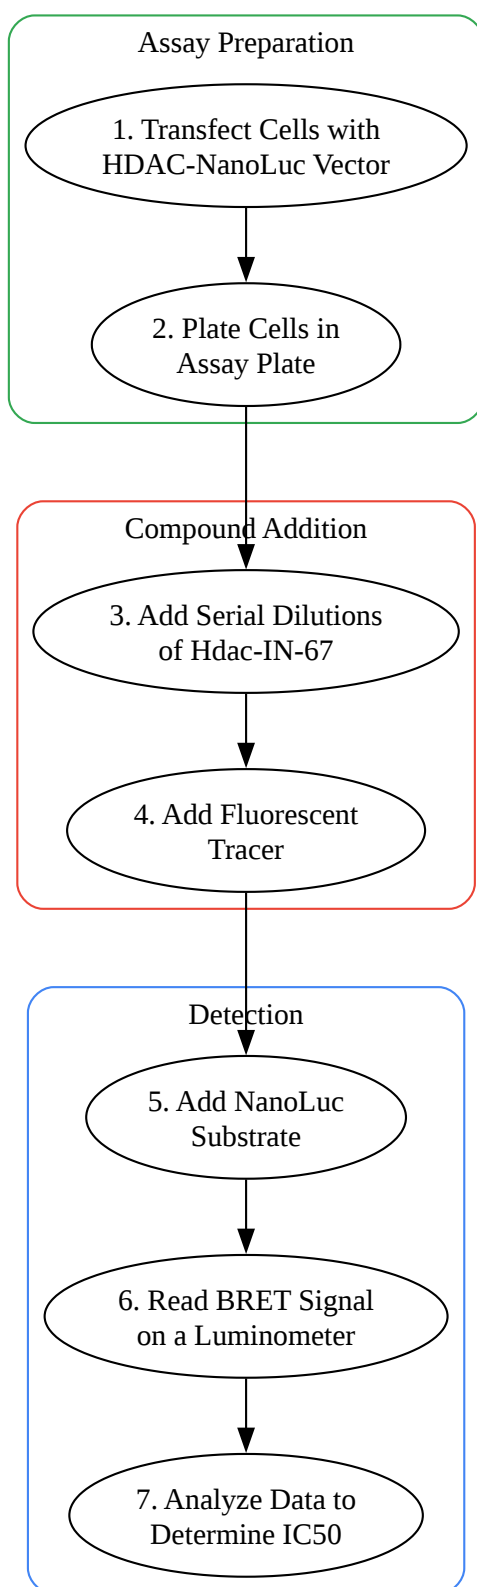 Assay Preparation
1. Transfect Cells with
HDAC-NanoLuc Vector
2. Plate Cells in
Assay Plate
Compound Addition
3. Add Serial Dilutions
of Hdac-IN-67
4. Add Fluorescent
Tracer
Detection
5. Add NanoLuc
Substrate
6. Read BRET Signal
on a Luminometer
7. Analyze Data to
Determine IC50